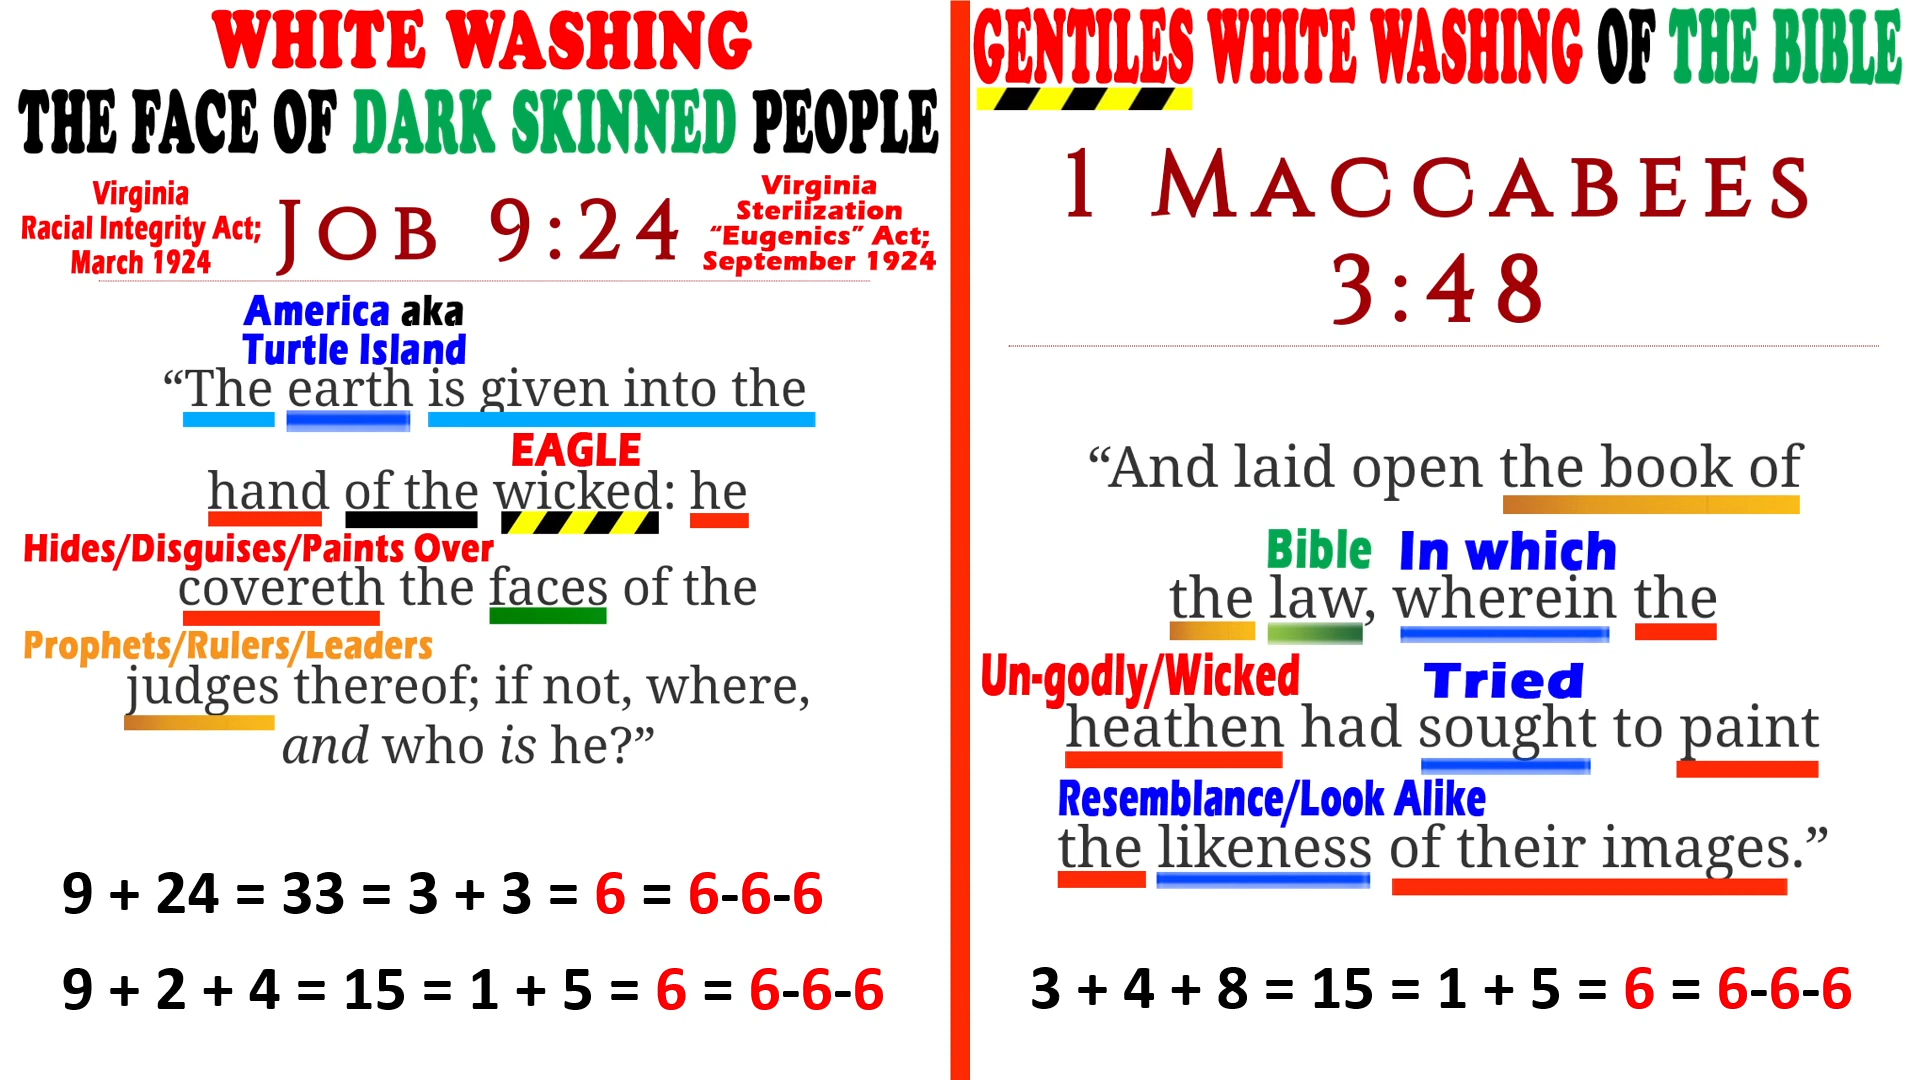 WHITE WASHING
THE FACE OF DARK SKINNED PEOPLE
Virginia
Racial Integrity Act;
March 1924
JOB 9:24
Virginia
Steriization
“Eugenics” Act;
September 1924
America aka
Turtle Island
“The earth is given into the
EAGLE
hand of the wicked: he
Hides/Disguises/Paints Over
covereth the faces of the
Prophets/Rulers/Leaders
judges thereof; if not, where,
and who is he?”
9 + 24 = 33 = 3 + 3 = 6 = 6-6-6
9 + 2 + 4 = 15 = 1 + 5 = 6 = 6-6-6
GENTILES WHITE WASHING OF THE BIBLE
1 MACCABEES
3:48
“And laid open the book of
Bible In which
the law, wherein the
Un-godly/Wicked Tried
heathen had sought to paint
Resemblance/Look Alike
the likeness of their images.”
3 + 4 + 8 = 15 = 1 + 5 = 6 = 6-6-6